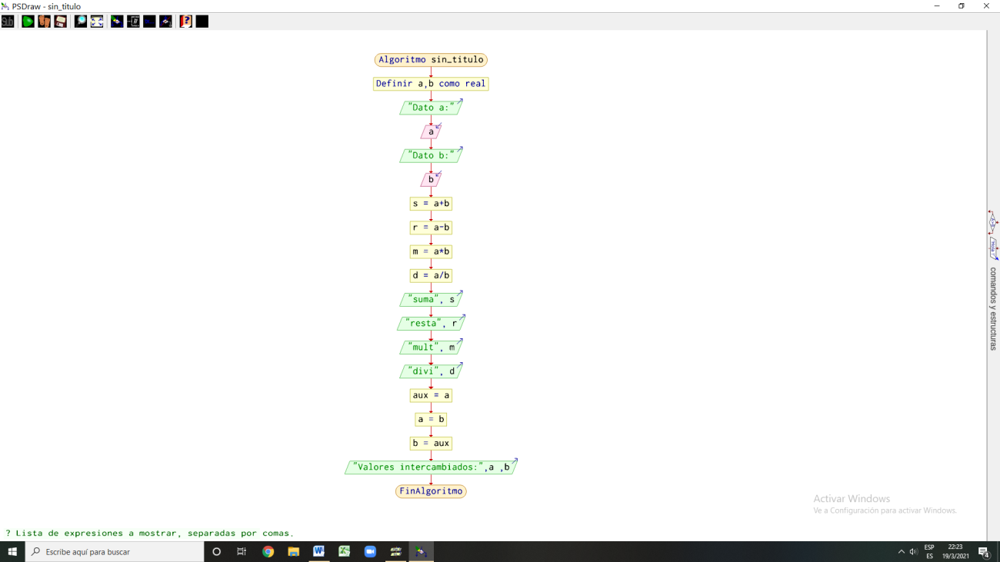 PSDraw - sin_titulo
Sub
Algoritmo sin_titulo
Definir a,b como real
"Dato a:"
a
"Dato b:"
b
s = a+b
r = a-b
m = a*b
d = a/b
"suma", s
"resta", r
"mult", m
"divi", d
aux = a
a = b
b = aux
"Valores intercambiados:",a ,b
FinAlgoritmo
comandos y estructuras
Activar Windows
Ve a Configuración para activar Windows.
? Lista de expresiones a mostrar, separadas por comas.
Escribe aquí para buscar
ESP
ES
22:23
19/3/2021
4